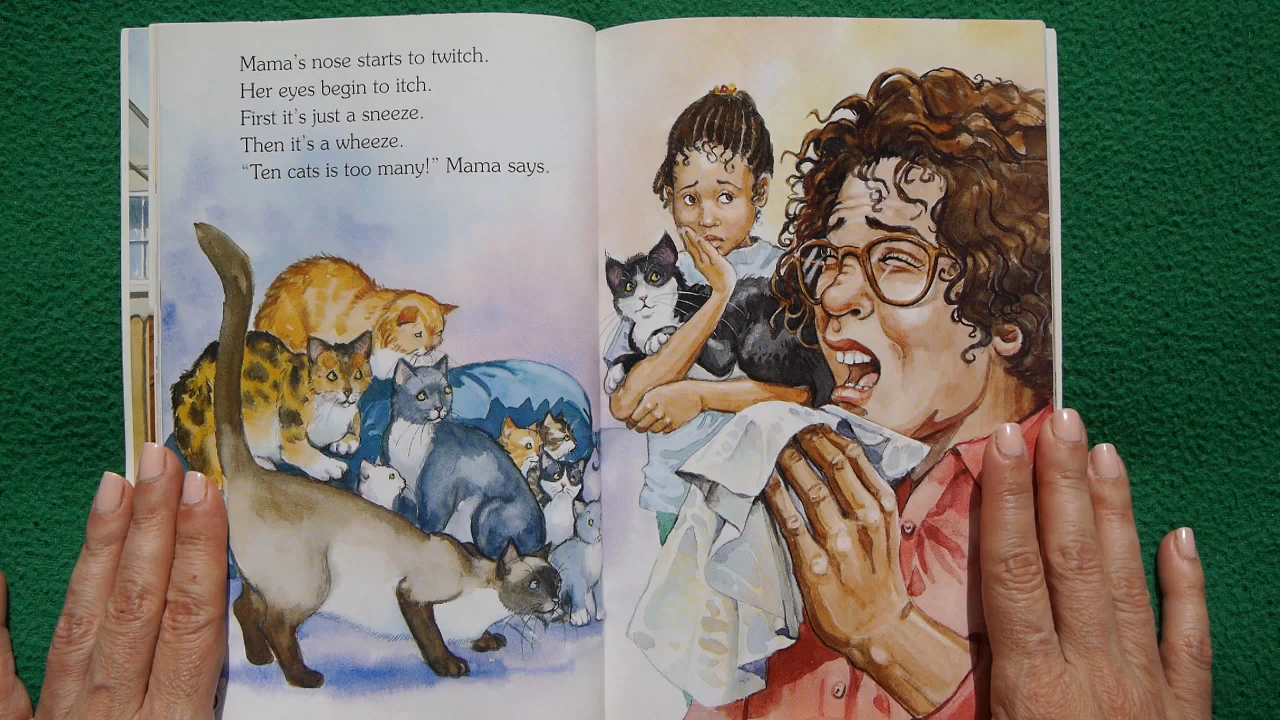 Mama's nose starts to twitch.
Her eyes begin to itch.
First it's just a sneeze.
Then it's a wheeze.
“Ten cats is too many!” Mama says.